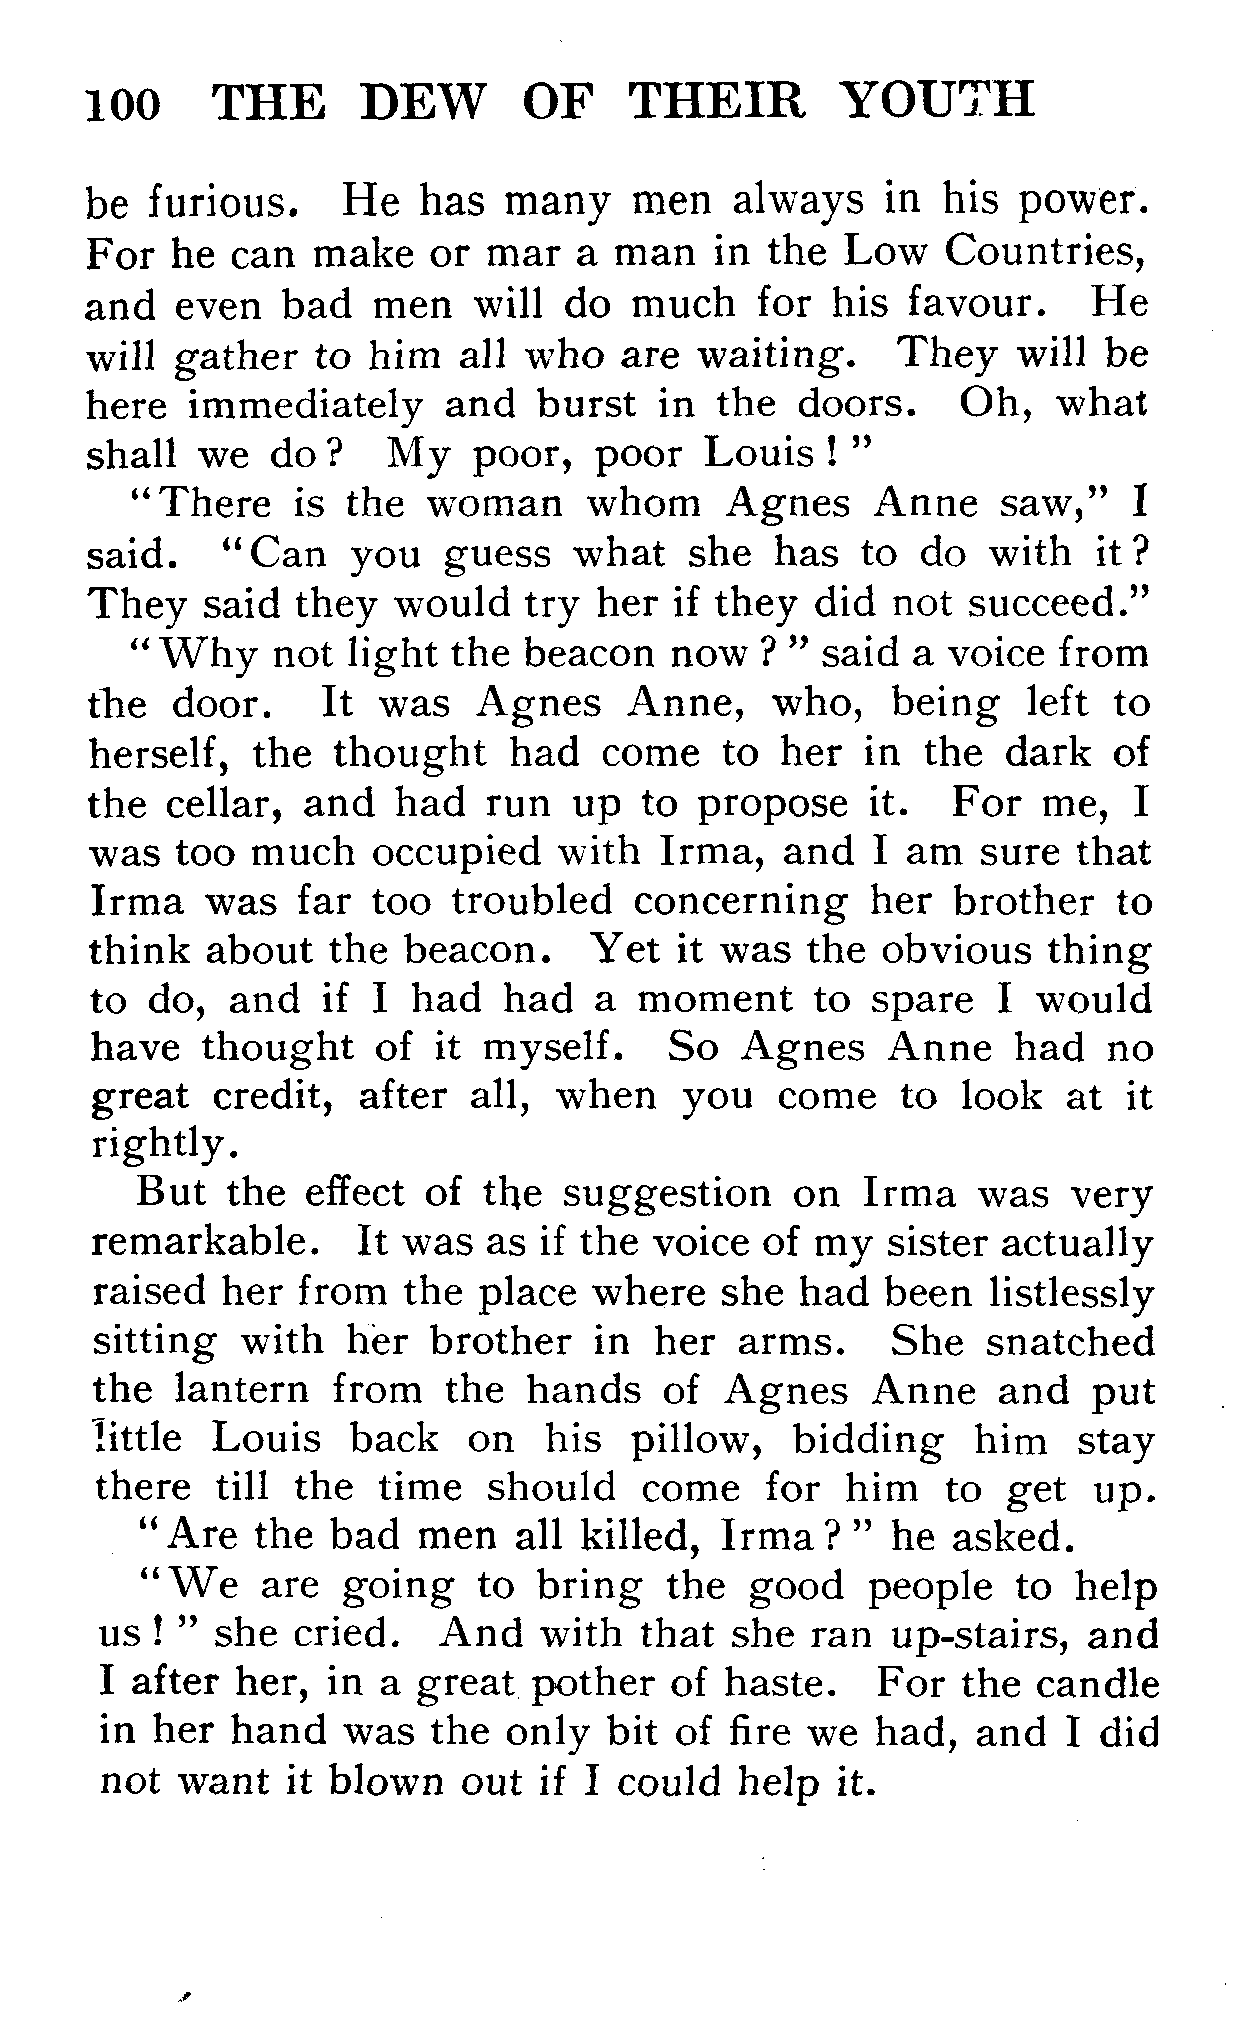 100 THE DEW OF THEIR YOUTH
be furious. He has many men always in his power.
For he can make or mar a man in the Low Countries,
and even bad men will do much for his favour. He
will gather to him all who are waiting. They will be
here immediately and burst in the doors. Oh, what
shall we do? My poor, poor Louis!"
"There is the woman whom Agnes Anne saw," I
said. "Can you guess what she has to do with it?
They said they would try her if they did not succeed."
"Why not light the beacon now?" said a voice from
the door. It was Agnes Anne, who, being left to
herself, the thought had come to her in the dark of
the cellar, and had run up to propose it. For me, I
was too much occupied with Irma, and I am sure that
Irma was far too troubled concerning her brother to
think about the beacon. Yet it was the obvious thing
to do, and if I had had a moment to spare I would
have thought of it myself. So Agnes Anne had no
great credit, after all, when you come to look at it
rightly.
But the effect of the suggestion on Irma was very
remarkable. It was as if the voice of my sister actually
raised her from the place where she had been listlessly
sitting with her brother in her arms. She snatched
the lantern from the hands of Agnes Anne and put
little Louis back on his pillow, bidding him stay
there till the time should come for him to get up.
"Are the bad men all killed, Irma?" he asked.
"We are going to bring the good people to help
us!" she cried. And with that she ran up-stairs, and
I after her, in a great pother of haste. For the candle
in her hand was the only bit of fire we had, and I did
not want it blown out if I could help it.